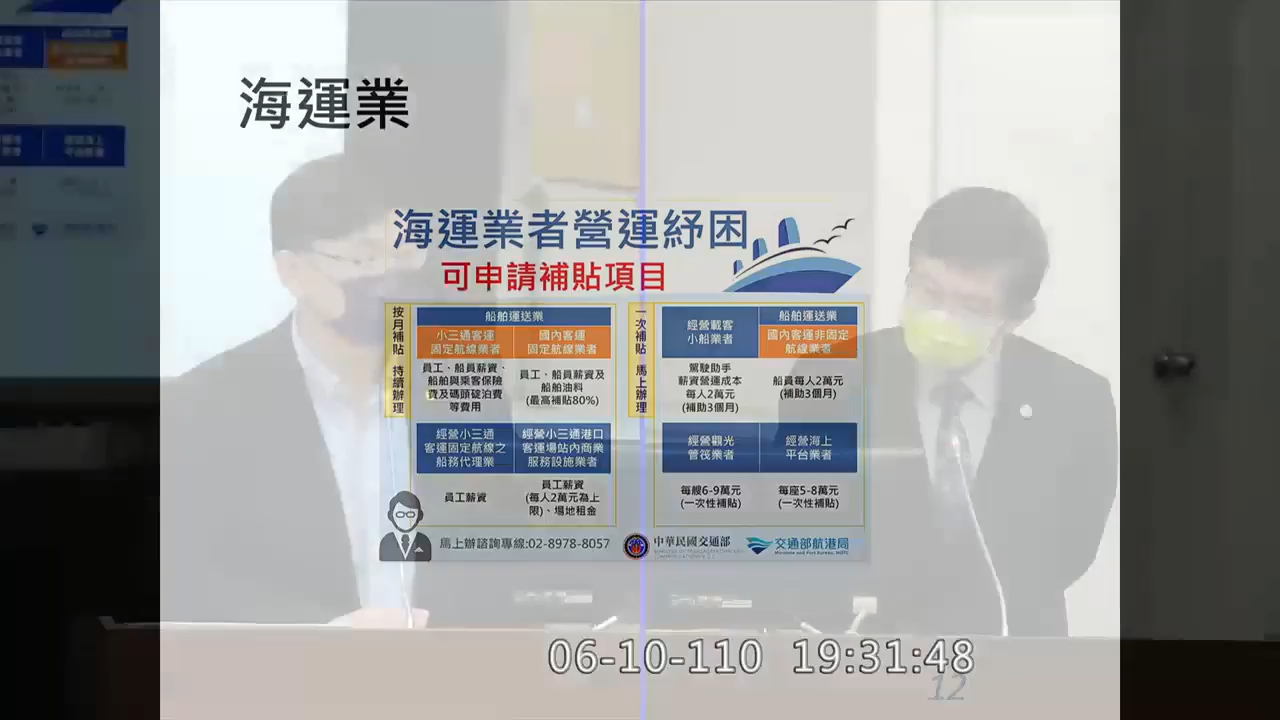 海運業
海運業者營運紓困
可申請補貼項目
按月補貼 持續辦理
船舶運送業
小三通客運
固定航線業者
國內客運
固定航線業者
員工、船員薪資、
船舶與乘客保險
費及碼頭碇泊費
等費用
員工、船員薪資及
船舶油料
(最高補貼80%)
經營小三通
客運固定航線之
船務代理業
經營小三通港口
客運場站內商業
服務設施業者
員工薪資
員工薪資
(每人2萬元為上
限)、場地租金
一次補貼 馬上辦理
經營載客
小船業者
船舶運送業
國內客運非固定
航線業者
駕駛助手
薪資營運成本
每人2萬元
(補助3個月)
船員每人2萬元
(補助3個月)
經營觀光
管筏業者
經營海上
平台業者
每艘6-9萬元
(一次性補貼)
每座5-8萬元
(一次性補貼)
馬上辦諮詢專線:02-8978-8057
中華民國交通部
交通部航港局
Maritime and Port Bureau, MOTC
06-10-110 19:31:48
12